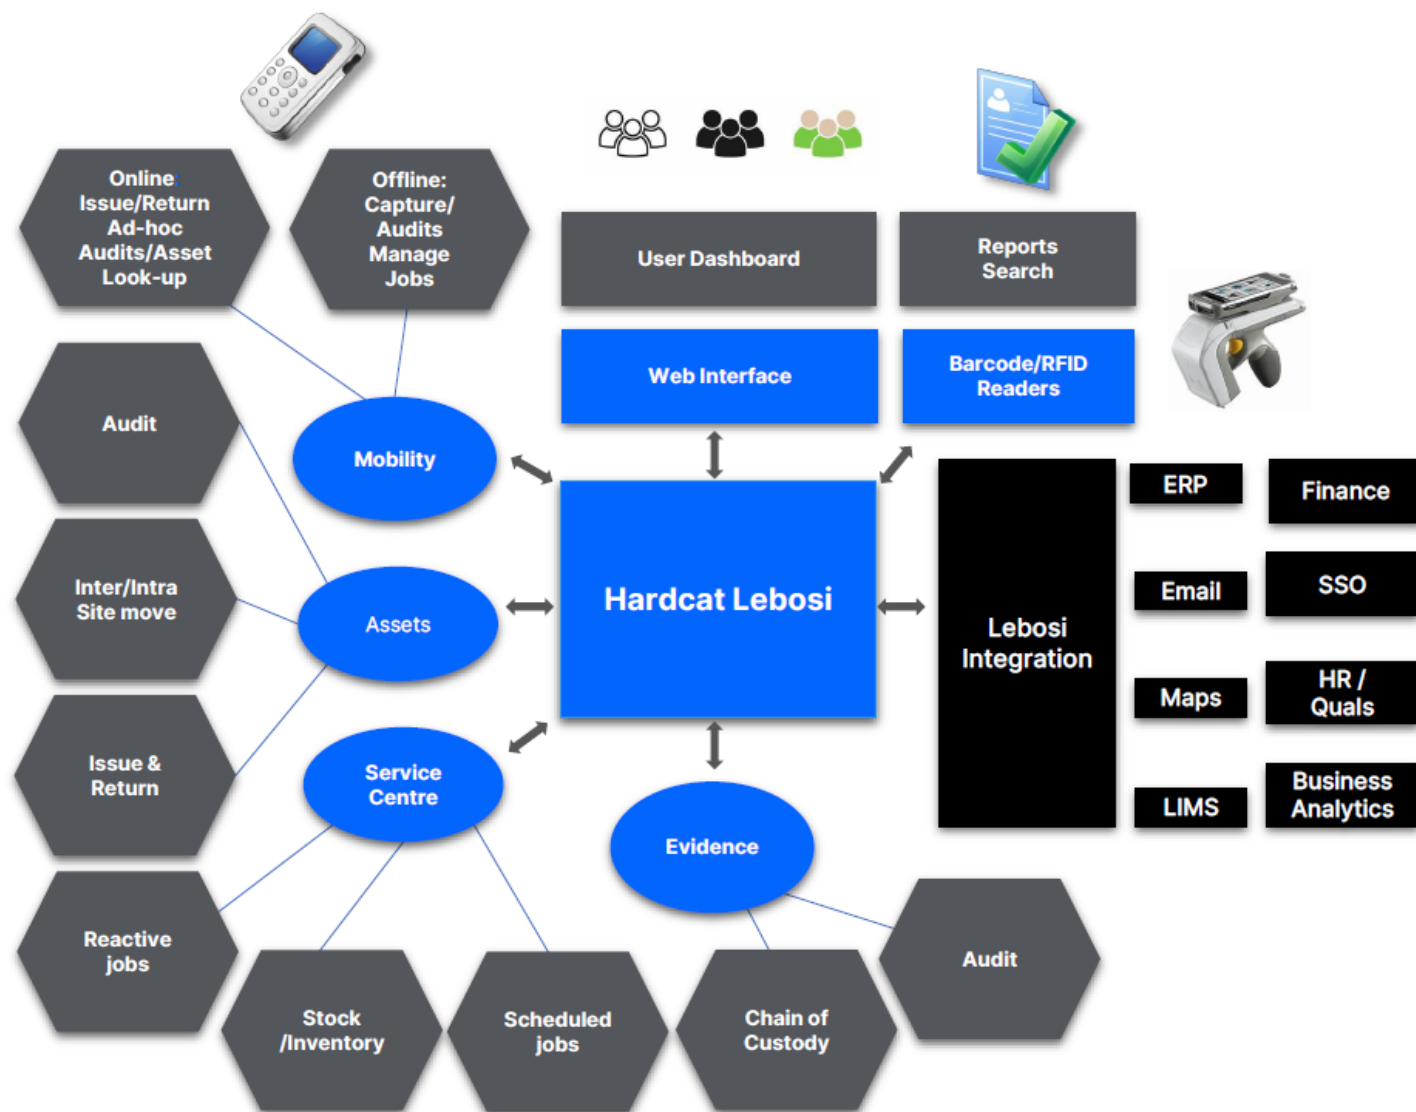 Online:
Issue/Return
Ad-hoc
Audits/Asset
Look-up
Offline:
Capture/
Audits
Manage
Jobs
User Dashboard
Reports
Search
Web Interface
Barcode/RFID
Readers
Audit
Mobility
ERP
Finance
Inter/Intra
Site move
Assets
Hardcat Lebosi
Lebosi
Integration
Email
SSO
Maps
HR /
Quals
Issue &
Return
Service
Centre
LIMS
Business
Analytics
Evidence
Reactive
jobs
Stock
/Inventory
Scheduled
jobs
Chain of
Custody
Audit